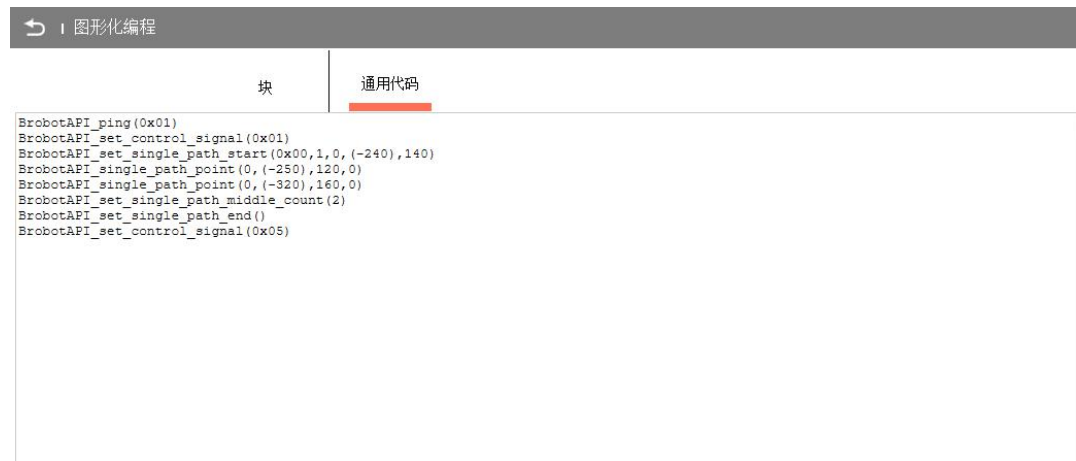 图形化编程
块 通用代码
BrobotAPI_ping(0x01)
BrobotAPI_set_control_signal(0x01)
BrobotAPI_set_single_path_start(0x00,1,0,(-240),140)
BrobotAPI_single_path_point(0,(-250),120,0)
BrobotAPI_single_path_point(0,(-320),160,0)
BrobotAPI_set_single_path_middle_count(2)
BrobotAPI_set_single_path_end()
BrobotAPI_set_control_signal(0x05)